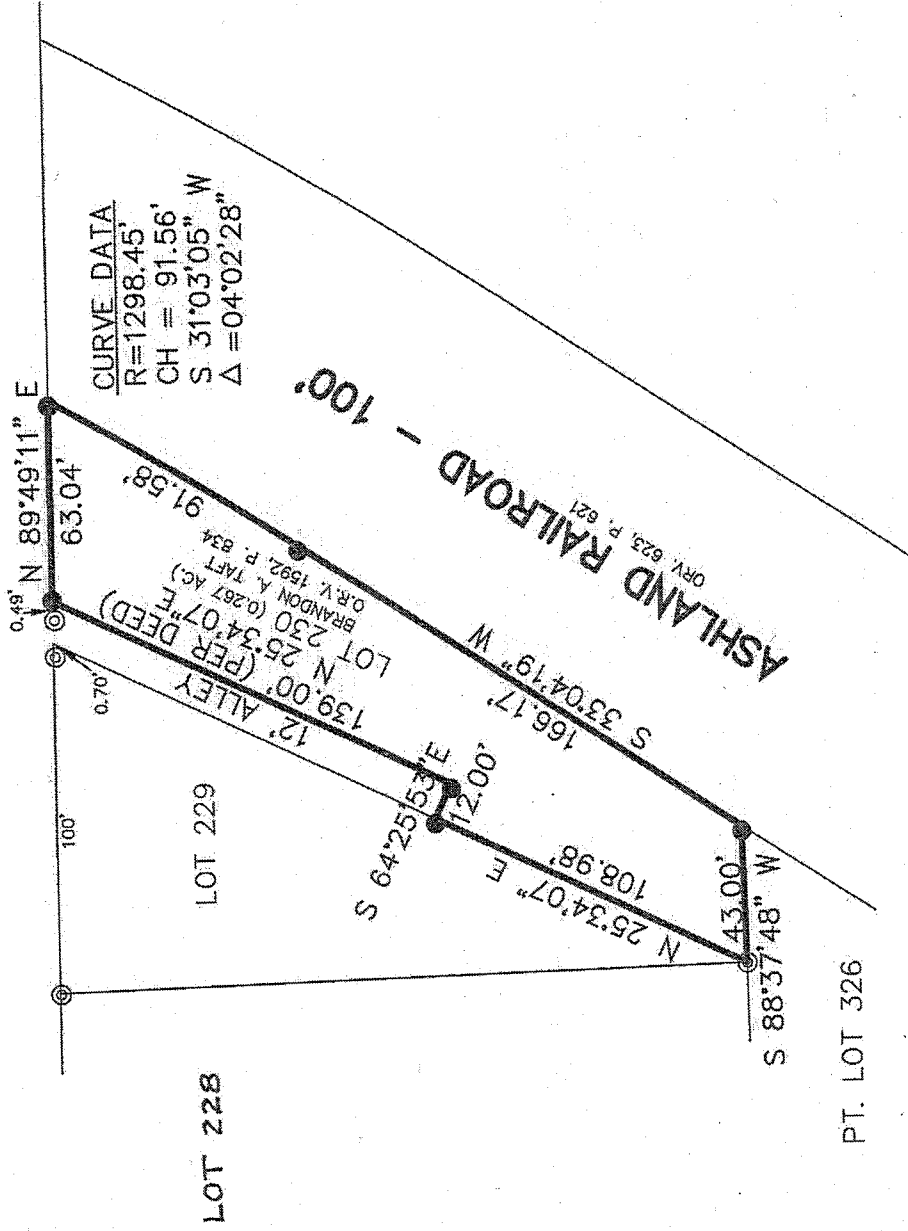 0.49'
N 89°49'11" E
63.04'
CURVE DATA
R=1298.45'
CH = 91.56'
S 31°03'05" W
Δ =04°02'28"
100'
0.70'
LOT 229
12' ALLEY
139.00' (PER DEED)
N 25°34'07" E
LOT 230 (0.267 AC.)
BRANDON A. TAFT
O.R.V. 1592, P. 834
91.58'
ASHLAND RAILROAD - 100'
ORV. 623, P. 621
166.17'
S 33°04'19" W
S 64°25'53" E
12.00'
N 25°34'07" E
108.98'
43.00'
S 88°37'48" W
LOT 228
PT. LOT 326